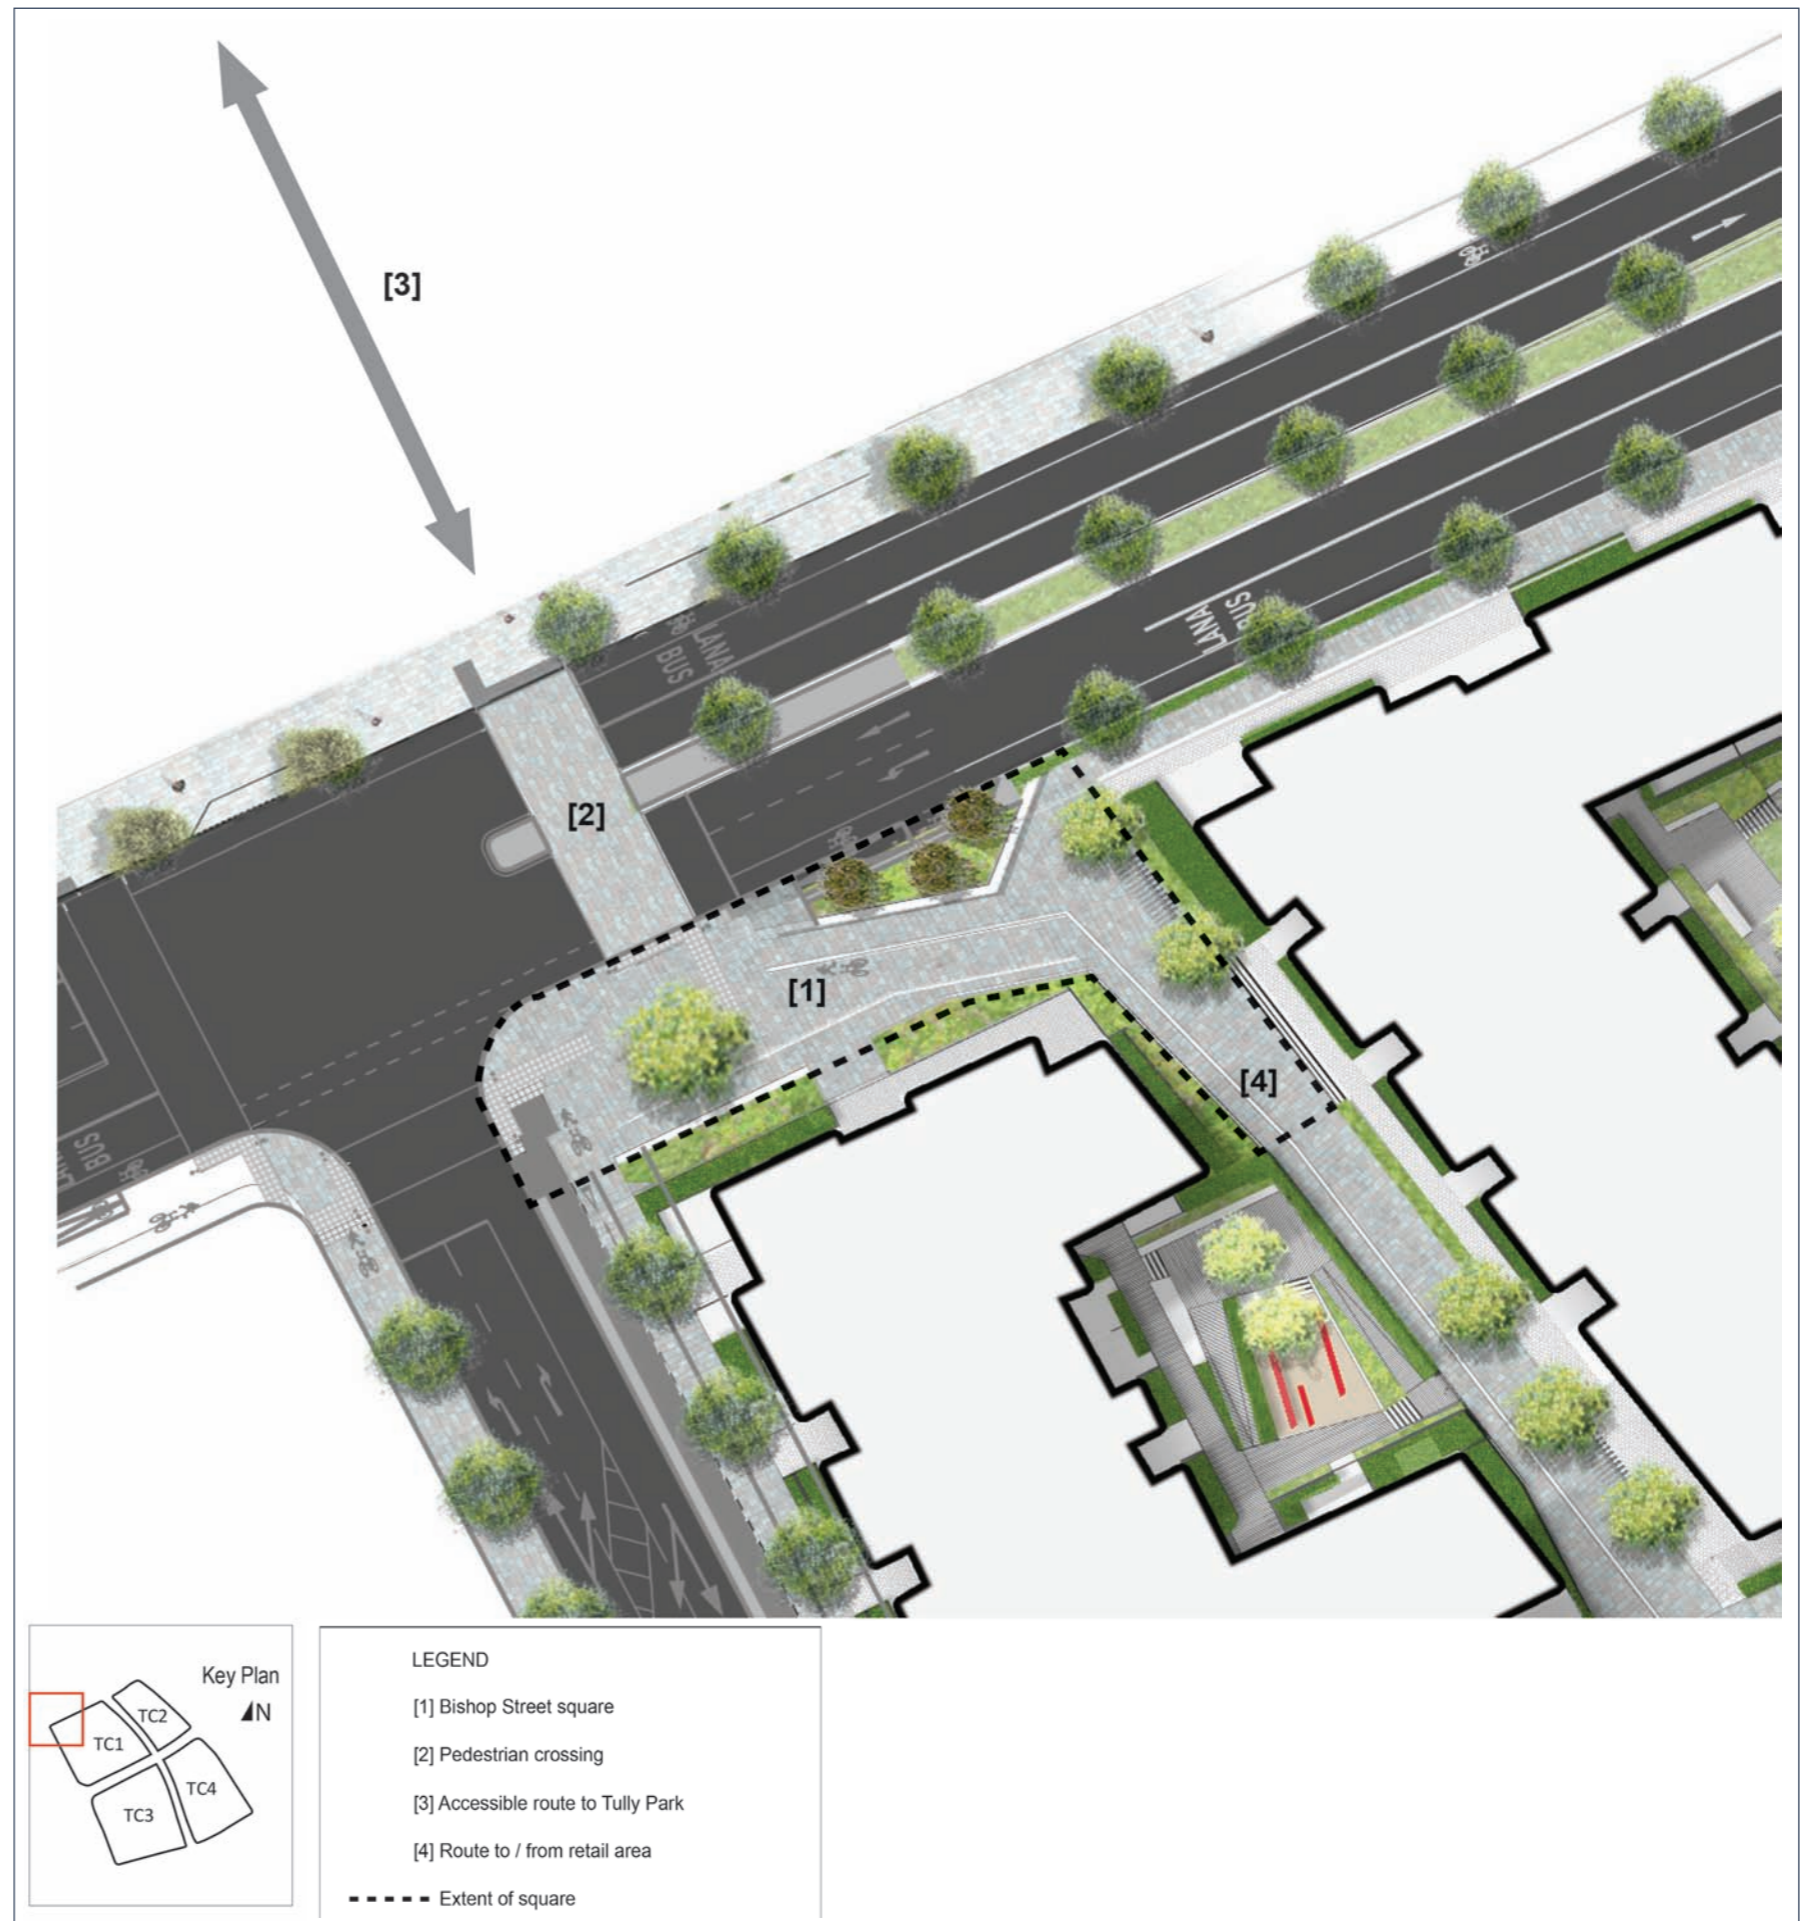 [3]
LANA
BUS
LANA
BUS
[2]
[1]
[4]
BUS
Key Plan
N
TC2
TC1
TC4
TC3
LEGEND
[1] Bishop Street square
[2] Pedestrian crossing
[3] Accessible route to Tully Park
[4] Route to / from retail area
Extent of square